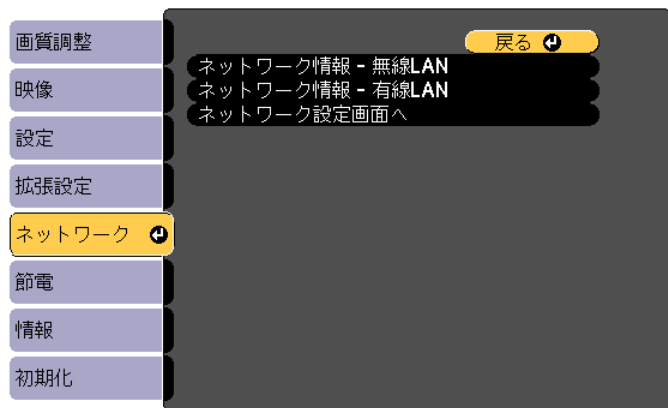 画質調整
映像
設定
拡張設定
ネットワーク
節電
情報
初期化
戻る
ネットワーク情報 - 無線LAN
ネットワーク情報 - 有線LAN
ネットワーク設定画面へ